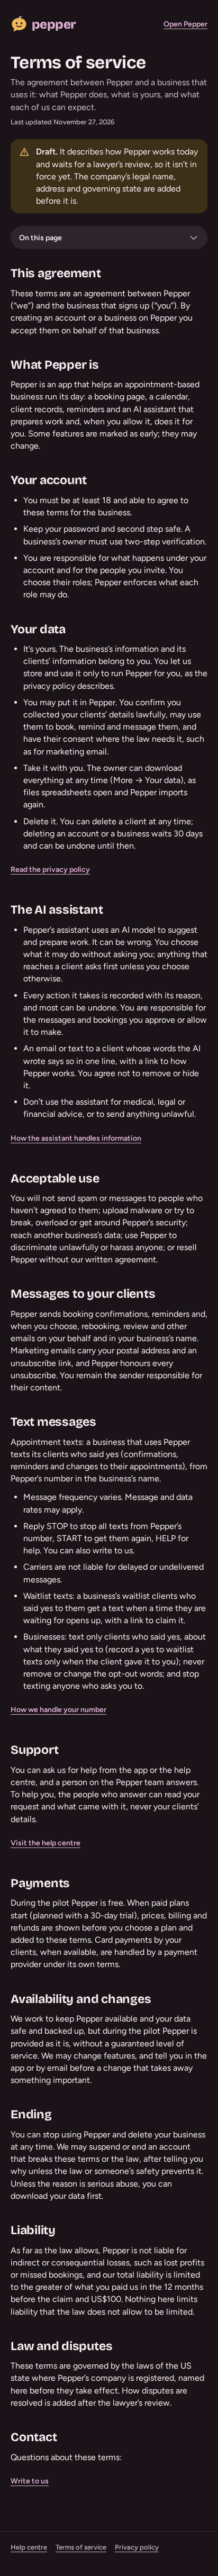 pepper
Open Pepper
Terms of service
The agreement between Pepper and a business that
uses it: what Pepper does, what is yours, and what
each of us can expect.
Last updated November 27, 2026
Draft. It describes how Pepper works today
and waits for a lawyer's review, so it isn't in
force yet. The company's legal name,
address and governing state are added
before it is.
On this page
This agreement
These terms are an agreement between Pepper
("we") and the business that signs up ("you"). By
creating an account or a business on Pepper you
accept them on behalf of that business.
What Pepper is
Pepper is an app that helps an appointment-based
business run its day: a booking page, a calendar,
client records, reminders and an AI assistant that
prepares work and, when you allow it, does it for
you. Some features are marked as early; they may
change.
Your account
• You must be at least 18 and able to agree to
these terms for the business.
• Keep your password and second step safe. A
business's owner must use two-step verification.
• You are responsible for what happens under your
account and for the people you invite. You
choose their roles; Pepper enforces what each
role may do.
Your data
• It's yours. The business's information and its
clients' information belong to you. You let us
store and use it only to run Pepper for you, as the
privacy policy describes.
• You may put it in Pepper. You confirm you
collected your clients' details lawfully, may use
them to book, remind and message them, and
have their consent where the law needs it, such
as for marketing email.
• Take it with you. The owner can download
everything at any time (More → Your data), as
files spreadsheets open and Pepper imports
again.
• Delete it. You can delete a client at any time;
deleting an account or a business waits 30 days
and can be undone until then.
Read the privacy policy
The AI assistant
• Pepper's assistant uses an AI model to suggest
and prepare work. It can be wrong. You choose
what it may do without asking you; anything that
reaches a client asks first unless you choose
otherwise.
• Every action it takes is recorded with its reason,
and most can be undone. You are responsible for
the messages and bookings you approve or allow
it to make.
• An email or text to a client whose words the AI
wrote says so in one line, with a link to how
Pepper works. You agree not to remove or hide
it.
• Don't use the assistant for medical, legal or
financial advice, or to send anything unlawful.
How the assistant handles information
Acceptable use
You will not send spam or messages to people who
haven't agreed to them; upload malware or try to
break, overload or get around Pepper's security;
reach another business's data; use Pepper to
discriminate unlawfully or harass anyone; or resell
Pepper without our written agreement.
Messages to your clients
Pepper sends booking confirmations, reminders and,
when you choose, rebooking, review and other
emails on your behalf and in your business's name.
Marketing emails carry your postal address and an
unsubscribe link, and Pepper honours every
unsubscribe. You remain the sender responsible for
their content.
Text messages
Appointment texts: a business that uses Pepper
texts its clients who said yes (confirmations,
reminders and changes to their appointments), from
Pepper's number in the business's name.
• Message frequency varies. Message and data
rates may apply.
• Reply STOP to stop all texts from Pepper's
number, START to get them again, HELP for
help. You can also write to us.
• Carriers are not liable for delayed or undelivered
messages.
• Waitlist texts: a business's waitlist clients who
said yes to them get a text when a time they are
waiting for opens up, with a link to claim it.
• Businesses: text only clients who said yes, about
what they said yes to (record a yes to waitlist
texts only when the client gave it to you); never
remove or change the opt-out words; and stop
texting anyone who asks you to.
How we handle your number
Support
You can ask us for help from the app or the help
centre, and a person on the Pepper team answers.
To help you, the people who answer can read your
request and what came with it, never your clients'
details.
Visit the help centre
Payments
During the pilot Pepper is free. When paid plans
start (planned with a 30-day trial), prices, billing and
refunds are shown before you choose a plan and
added to these terms. Card payments by your
clients, when available, are handled by a payment
provider under its own terms.
Availability and changes
We work to keep Pepper available and your data
safe and backed up, but during the pilot Pepper is
provided as it is, without a guaranteed level of
service. We may change features, and tell you in the
app or by email before a change that takes away
something important.
Ending
You can stop using Pepper and delete your business
at any time. We may suspend or end an account
that breaks these terms or the law, after telling you
why unless the law or someone's safety prevents it.
Unless the reason is serious abuse, you can
download your data first.
Liability
As far as the law allows, Pepper is not liable for
indirect or consequential losses, such as lost profits
or missed bookings, and our total liability is limited
to the greater of what you paid us in the 12 months
before the claim and US$100. Nothing here limits
liability that the law does not allow to be limited.
Law and disputes
These terms are governed by the laws of the US
state where Pepper's company is registered, named
here before they take effect. How disputes are
resolved is added after the lawyer's review.
Contact
Questions about these terms:
Write to us
Help centre
Terms of service
Privacy policy